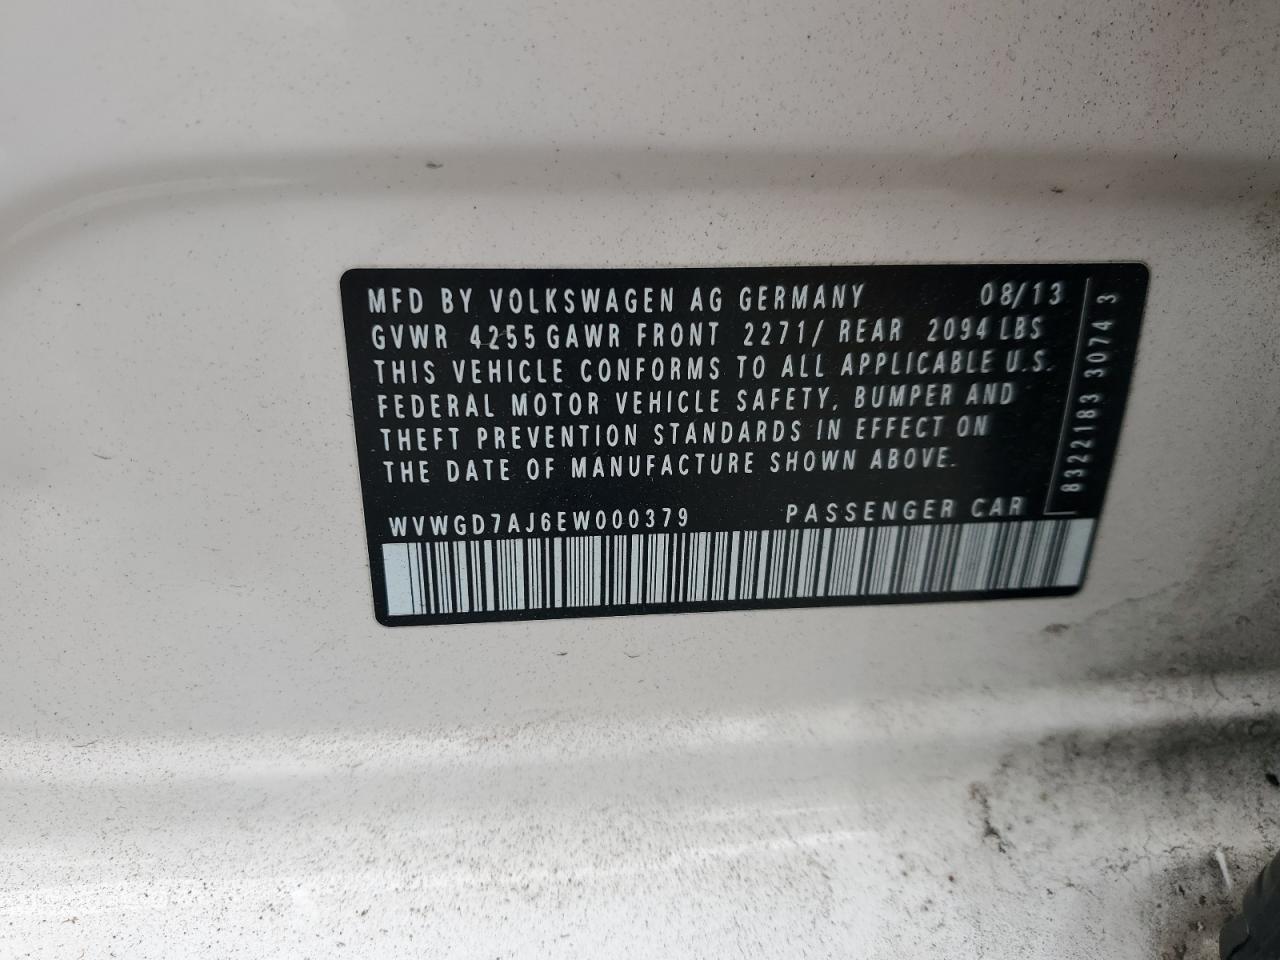 MFD BY VOLKSWAGEN AG GERMANY 08/13
GVWR 4255 GAWR FRONT 2271/ REAR 2094 LBS
THIS VEHICLE CONFORMS TO ALL APPLICABLE U.S.
FEDERAL MOTOR VEHICLE SAFETY, BUMPER AND
THEFT PREVENTION STANDARDS IN EFFECT ON
THE DATE OF MANUFACTURE SHOWN ABOVE.
WVWGD7AJ6EW000379 PASSENGER CAR
8322183 3074 3